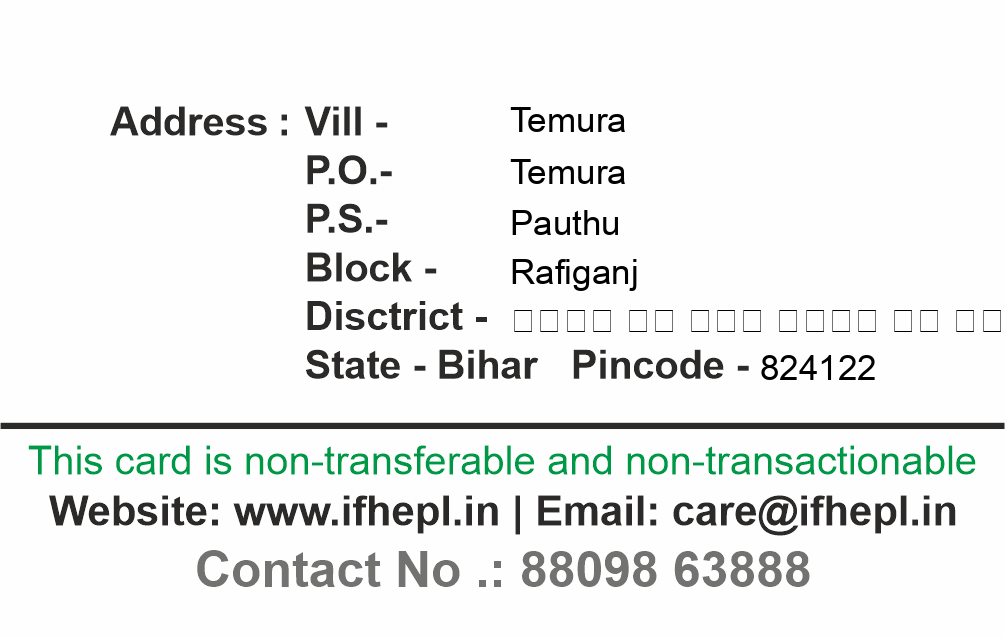 Address : Vill - Temura
P.O.- Temura
P.S.- Pauthu
Block - Rafiganj
Disctrict -
State - Bihar Pincode - 824122
This card is non-transferable and non-transactionable
Website: www.ifhepl.in | Email: care@ifhepl.in
Contact No .: 88098 63888